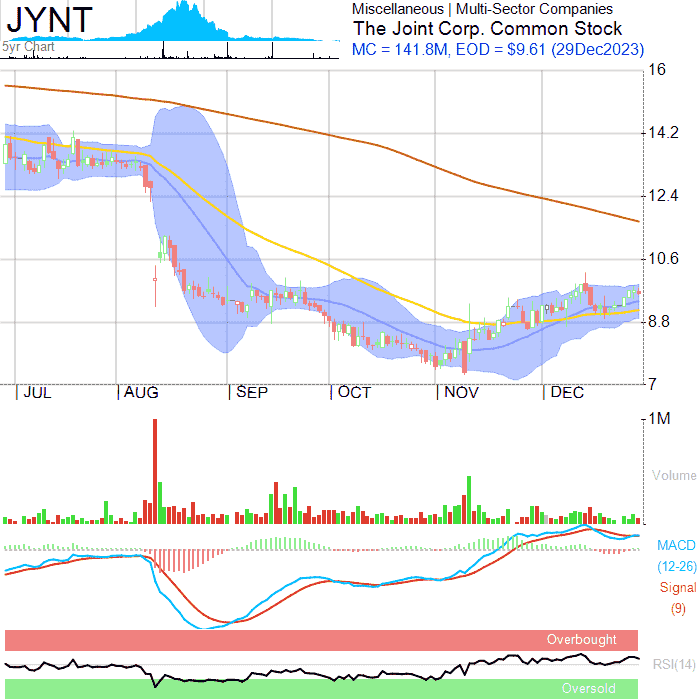 JYNT
5yr Chart
Miscellaneous | Multi-Sector Companies
The Joint Corp. Common Stock
MC = 141.8M, EOD = $9.61 (29Dec2023)
16
14.2
12.4
10.6
8.8
7
JUL AUG SEP OCT NOV DEC
1M
Volume
MACD
(12-26)
Signal
(9)
Overbought
RSI(14)
Oversold